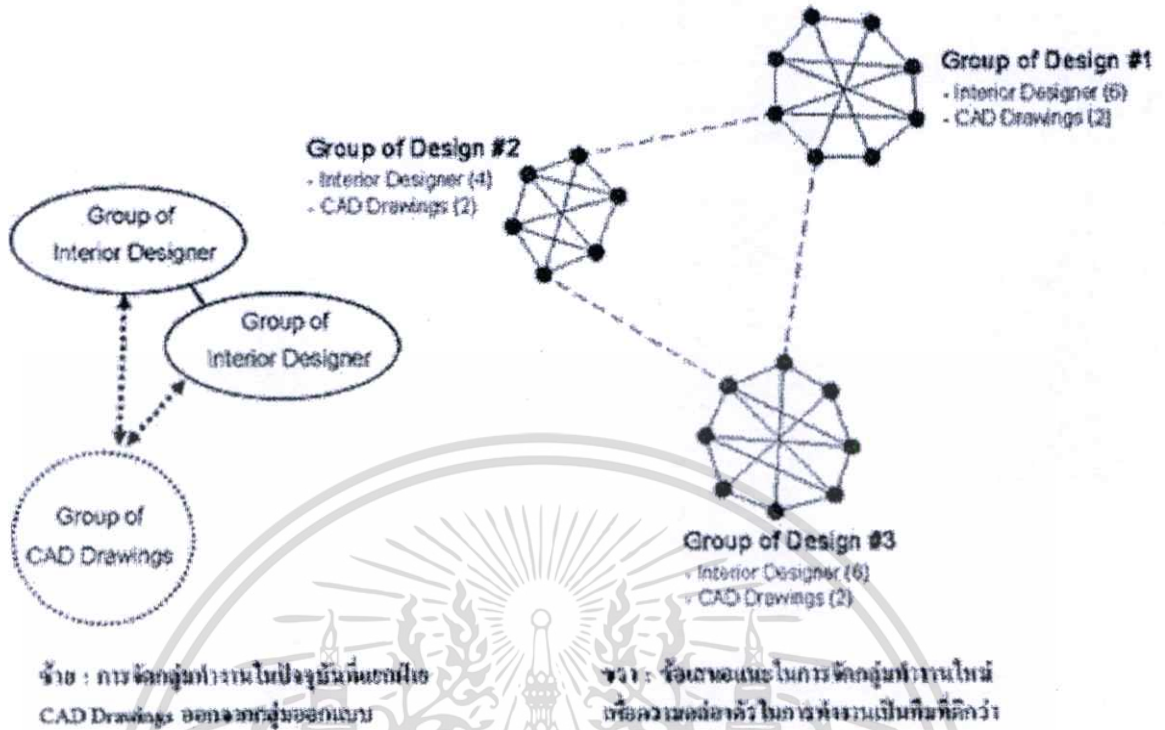 Group of Design #1
- Interior Designer (6)
- CAD Drawings (2)
Group of Design #2
- Interior Designer (4)
- CAD Drawings (2)
Group of
Interior Designer
Group of
Interior Designer
Group of
CAD Drawings
Group of Design #3
- Interior Designer (6)
- CAD Drawings (2)
ซ้าย : การจัดกลุ่มทำงานในปัจจุบันที่แยกฝ่าย
CAD Drawings ออกจากกลุ่มออกแบบ
ขวา : ข้อเสนอแนะในการจัดกลุ่มทำงานใหม่
เพื่อความคล่องตัวในการทำงานเป็นทีมที่ดีกว่า